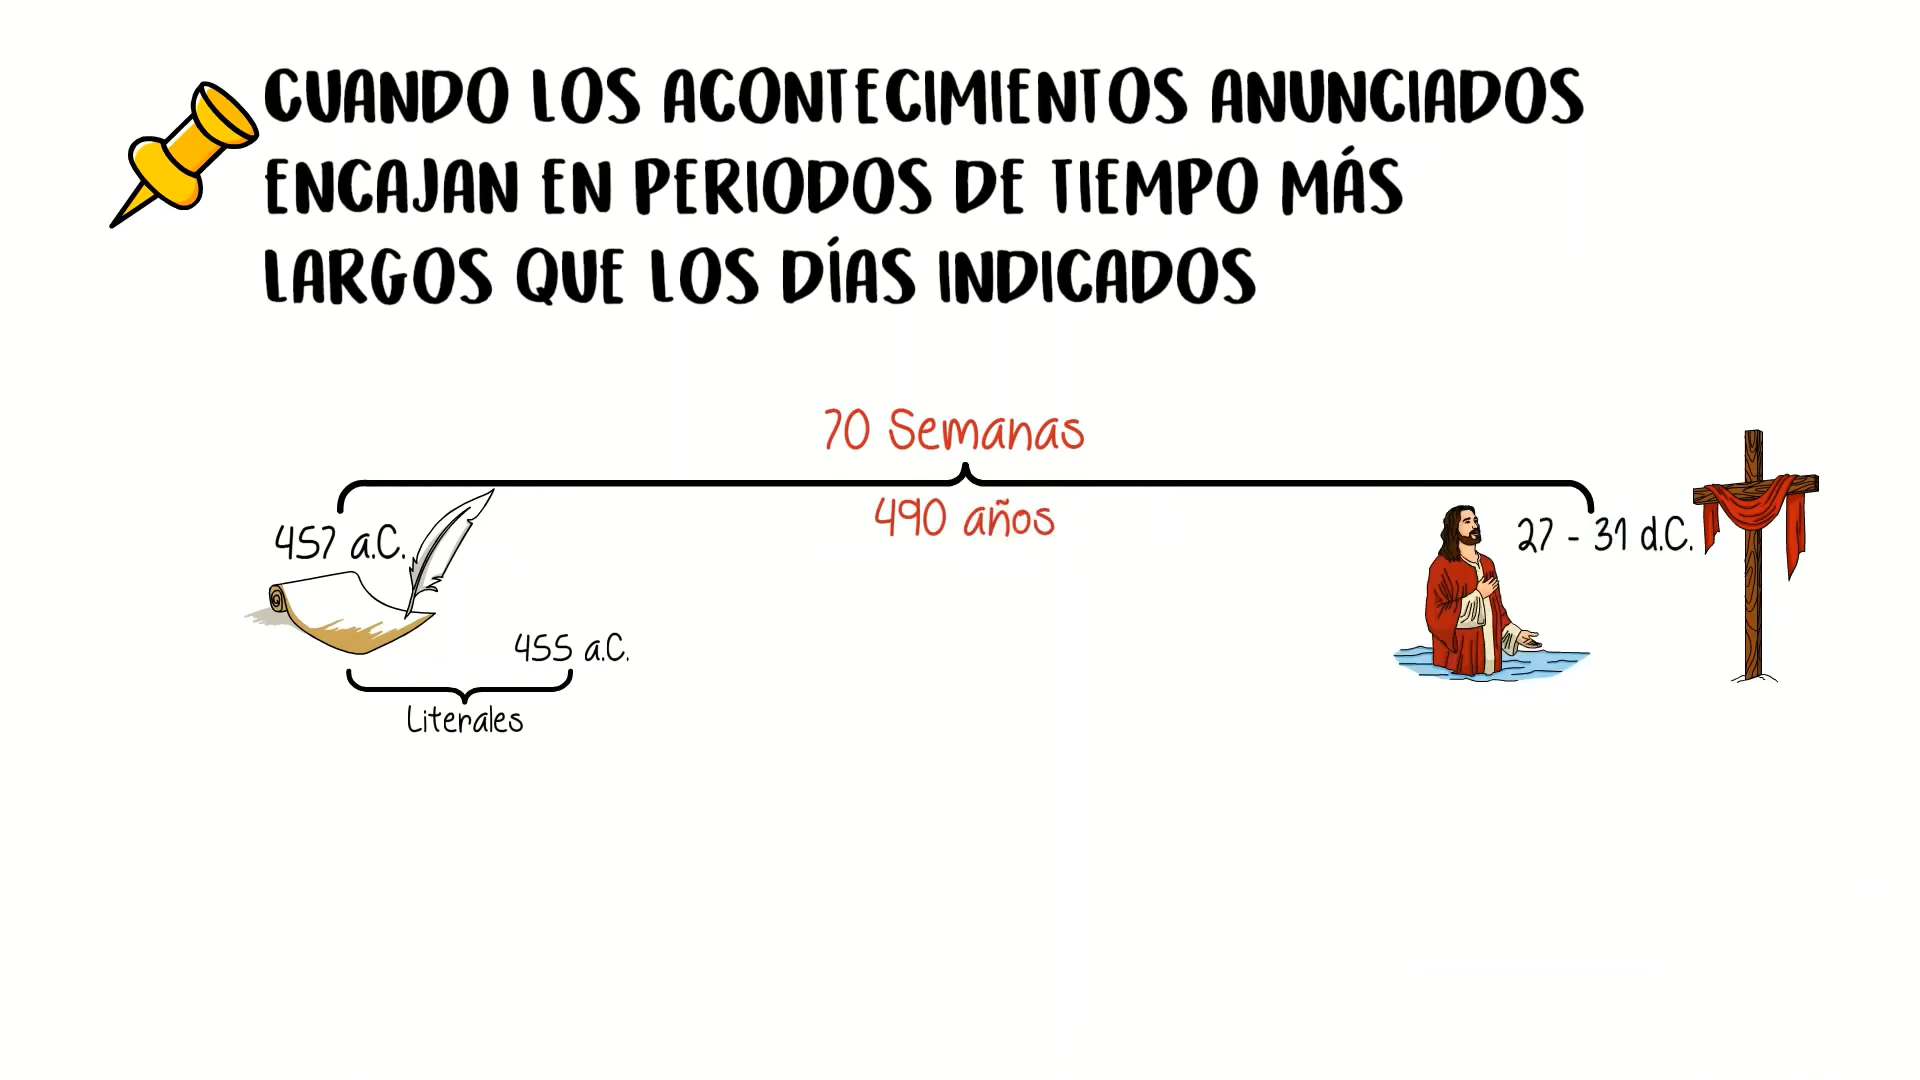 CUANDO LOS ACONTECIMIENTOS ANUNCIADOS
ENCAJAN EN PERIODOS DE TIEMPO MÁS
LARGOS QUE LOS DÍAS INDICADOS
70 Semanas
490 años
457 a.C.
27 - 31 d.C.
455 a.C.
Literales